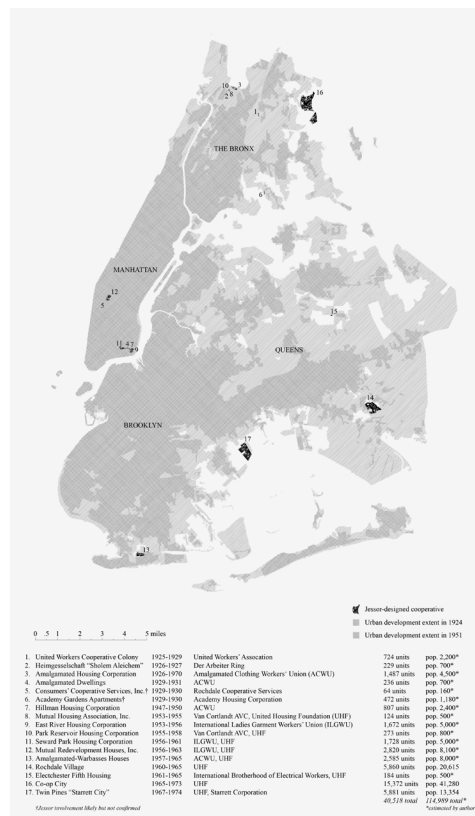 10
3
8
2
16
1
THE BRONX
6
MANHATTAN
12
5
15
11 4 7
9
QUEENS
14
BROOKLYN
17
13
Jessor-designed cooperative
Urban development extent in 1924
Urban development extent in 1951
0 .5 1 2 3 4 5 miles
1. United Workers Cooperative Colony 1925-1929 United Workers' Assocation 724 units pop. 2,200*
2. Heimgesselschaft "Sholem Aleichem" 1926-1927 Der Arbeiter Ring 229 units pop. 700*
3. Amalgamated Housing Corporation 1926-1970 Amalgamated Clothing Workers' Union (ACWU) 1,487 units pop. 4,500*
4. Amalgamated Dwellings 1929-1931 ACWU 236 units pop. 700*
5. Consumers' Cooperative Services, Inc.† 1929-1930 Rochdale Cooperative Services 64 units pop. 160*
6. Academy Gardens Apartments† 1929-1930 Academy Housing Corporation 472 units pop. 1,180*
7. Hillman Housing Corporation 1947-1950 ACWU 807 units pop. 2,400*
8. Mutual Housing Association, Inc. 1953-1955 Van Cortlandt AVC, United Housing Foundation (UHF) 124 units pop. 500*
9. East River Housing Corporation 1953-1956 International Ladies Garment Workers' Union (ILGWU) 1,672 units pop. 5,000*
10. Park Reservoir Housing Corporation 1955-1958 Van Cortlandt AVC, UHF 273 units pop. 800*
11. Seward Park Housing Corporation 1956-1961 ILGWU, UHF 1,728 units pop. 5,000*
12. Mutual Redevelopment Houses, Inc. 1956-1963 ILGWU, UHF 2,820 units pop. 8,100*
13. Amalgamated-Warbasses Houses 1957-1965 ACWU, UHF 2,585 units pop. 8,000*
14 Rochdale Village 1960-1965 UHF 5,860 units pop. 20,615
15. Electchester Fifth Housing 1961-1965 International Brotherhood of Electrical Workers, UHF 184 units pop. 500*
16. Co-op City 1965-1973 UHF 15,372 units pop. 41,280
17. Twin Pines "Starrett City" 1967-1974 UHF, Starrett Corporation 5,881 units pop. 13,354
40,518 total 114,989 total*
†Jessor involvement likely but not confirmed *estimated by author